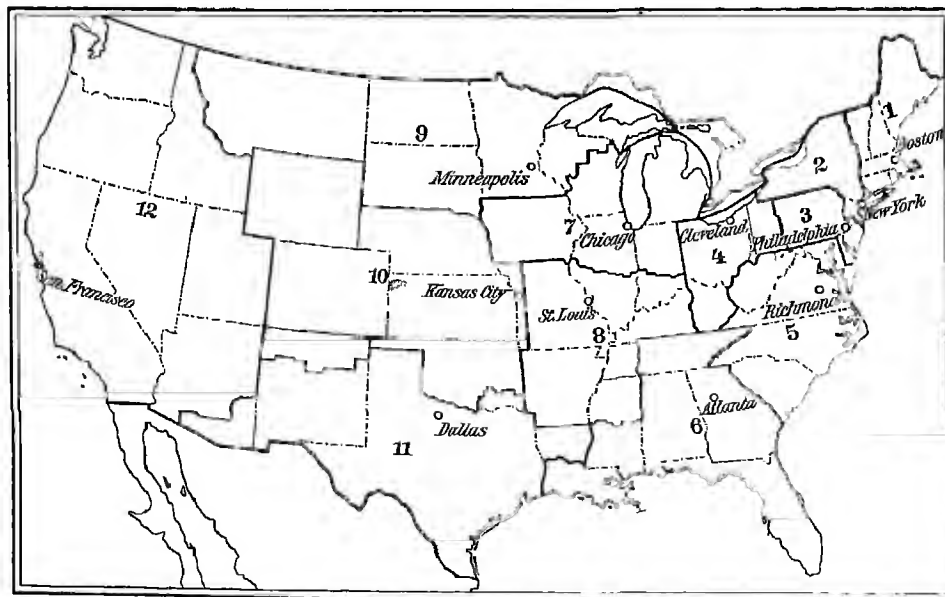 1
Boston
9
2
Minneapolis
3
New York
12
7
Chicago
Cleveland
Philadelphia
4
10
San Francisco
Kansas City
St. Louis
Richmond
8
5
Atlanta
Dallas
6
11